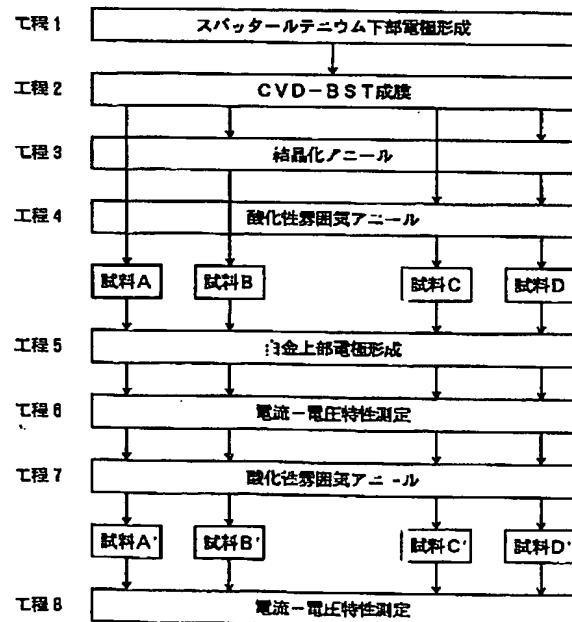 工程1 スパッタールテニウム下部電極形成
工程2 CVD-BST成膜
工程3 結晶化アニール
工程4 酸化性雰囲気アニール
試料A 試料B 試料C 試料D
工程5 白金上部電極形成
工程6 電流-電圧特性測定
工程7 酸化性雰囲気アニール
試料A' 試料B' 試料C' 試料D'
工程8 電流-電圧特性測定